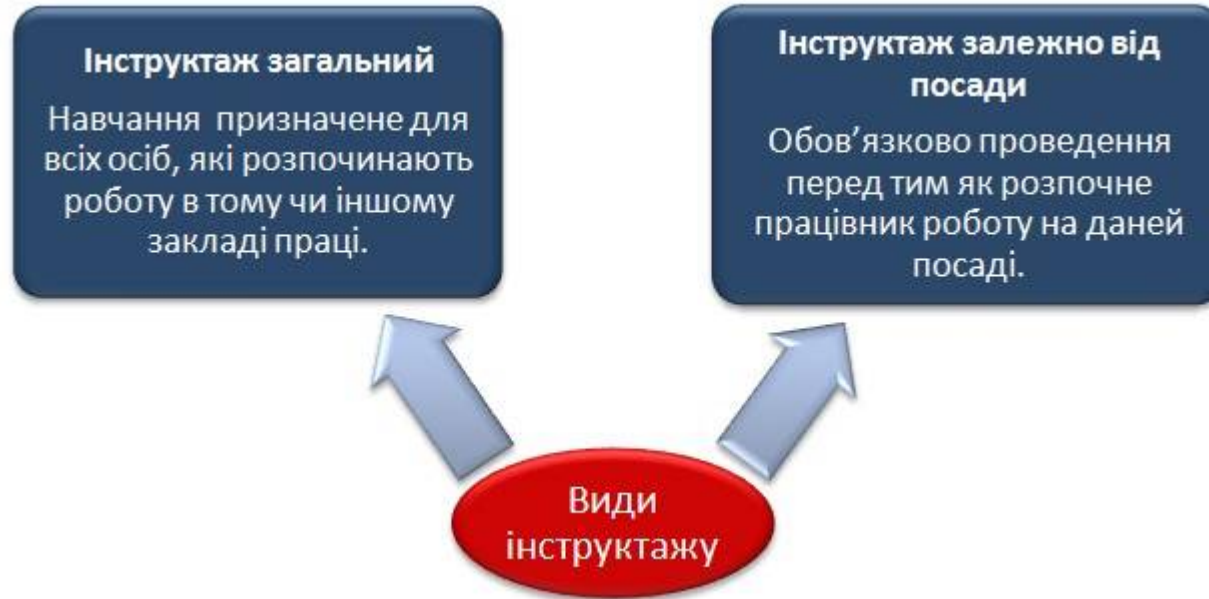 Інструктаж загальний
Навчання призначене для
всіх осіб, які розпочинають
роботу в тому чи іншому
закладі праці.
Інструктаж залежно від
посади
Обов’язково проведення
перед тим як розпочне
працівник роботу на даней
посаді.
Види
інструктажу